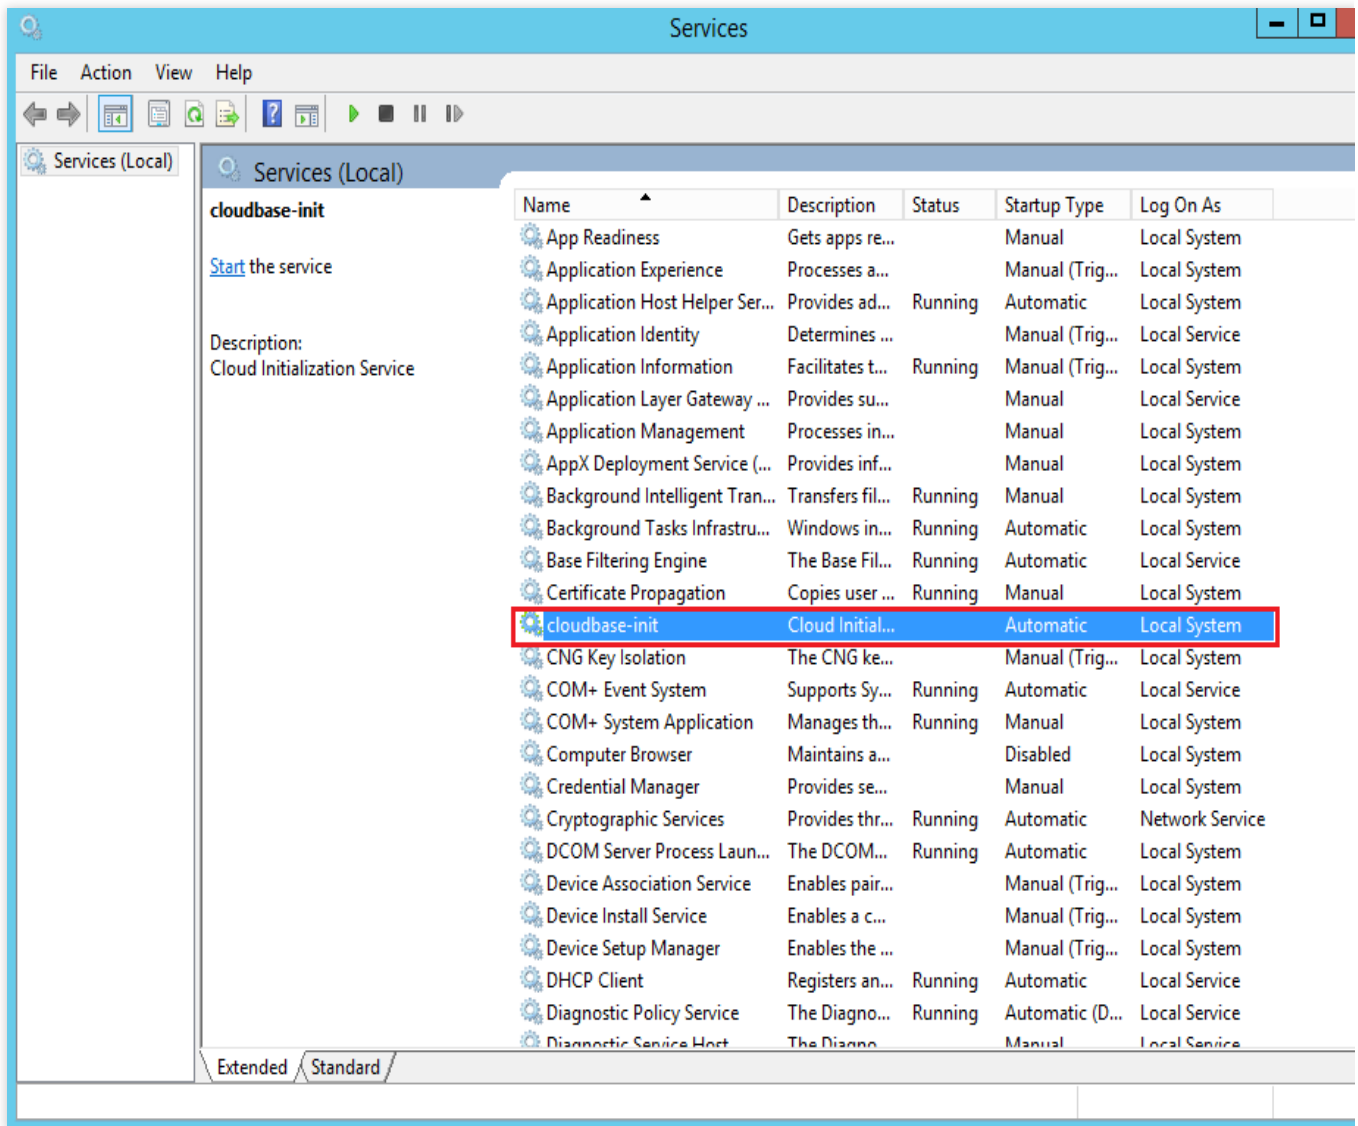 Services
File Action View Help
Services (Local)
Services (Local)
cloudbase-init
Start the service
Description:
Cloud Initialization Service
Name Description Status Startup Type Log On As
App Readiness Gets apps re... Manual Local System
Application Experience Processes a... Manual (Trig... Local System
Application Host Helper Ser... Provides ad... Running Automatic Local System
Application Identity Determines ... Manual (Trig... Local Service
Application Information Facilitates t... Running Manual (Trig... Local System
Application Layer Gateway ... Provides su... Manual Local Service
Application Management Processes in... Manual Local System
AppX Deployment Service (... Provides inf... Manual Local System
Background Intelligent Tran... Transfers fil... Running Manual Local System
Background Tasks Infrastru... Windows in... Running Automatic Local System
Base Filtering Engine The Base Fil... Running Automatic Local Service
Certificate Propagation Copies user ... Running Manual Local System
cloudbase-init Cloud Initial... Automatic Local System
CNG Key Isolation The CNG ke... Manual (Trig... Local System
COM+ Event System Supports Sy... Running Automatic Local Service
COM+ System Application Manages th... Running Manual Local System
Computer Browser Maintains a... Disabled Local System
Credential Manager Provides se... Manual Local System
Cryptographic Services Provides thr... Running Automatic Network Service
DCOM Server Process Laun... The DCOM... Running Automatic Local System
Device Association Service Enables pair... Manual (Trig... Local System
Device Install Service Enables a c... Manual (Trig... Local System
Device Setup Manager Enables the ... Manual (Trig... Local System
DHCP Client Registers an... Running Automatic Local Service
Diagnostic Policy Service The Diagno... Running Automatic (D... Local Service
Diagnostic Service Host The Diagno... Manual Local Service
Extended Standard